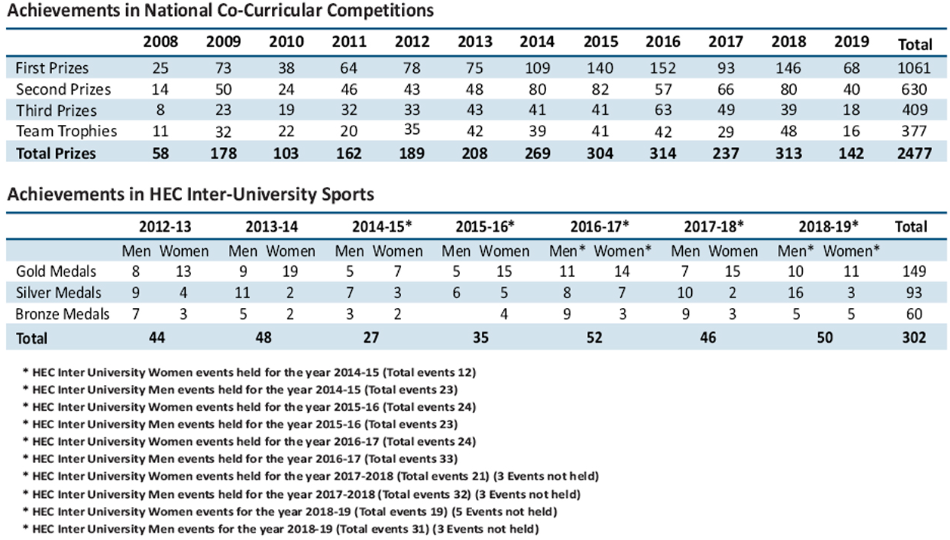 Achievements in National Co-Curricular Competitions
2008 2009 2010 2011 2012 2013 2014 2015 2016 2017 2018 2019 Total
First Prizes 25 73 38 64 78 75 109 140 152 93 146 68 1061
Second Prizes 14 50 24 46 43 48 80 82 57 66 80 40 630
Third Prizes 8 23 19 32 33 43 41 41 63 49 39 18 409
Team Trophies 11 32 22 20 35 42 39 41 42 29 48 16 377
Total Prizes 58 178 103 162 189 208 269 304 314 237 313 142 2477
Achievements in HEC Inter-University Sports
2012-13 2013-14 2014-15* 2015-16* 2016-17* 2017-18* 2018-19* Total
Men Women Men Women Men Women Men Women Men* Women* Men Women Men* Women*
Gold Medals 8 13 9 19 5 7 5 15 11 14 7 15 10 11 149
Silver Medals 9 4 11 2 7 3 6 5 8 7 10 2 16 3 93
Bronze Medals 7 3 5 2 3 2 4 9 3 9 3 5 5 60
Total 44 48 27 35 52 46 50 302
* HEC Inter University Women events held for the year 2014-15 (Total events 12)
* HEC Inter University Men events held for the year 2014-15 (Total events 23)
* HEC Inter University Women events held for the year 2015-16 (Total events 24)
* HEC Inter University Men events held for the year 2015-16 (Total events 23)
* HEC Inter University Women events held for the year 2016-17 (Total events 24)
* HEC Inter University Men events held for the year 2016-17 (Total events 33)
* HEC Inter University Women events held for the year 2017-2018 (Total events 21) (3 Events not held)
* HEC Inter University Men events held for the year 2017-2018 (Total events 32) (3 Events not held)
* HEC Inter University Women events for the year 2018-19 (Total events 19) (5 Events not held)
* HEC Inter University Men events for the year 2018-19 (Total events 31) (3 Events not held)